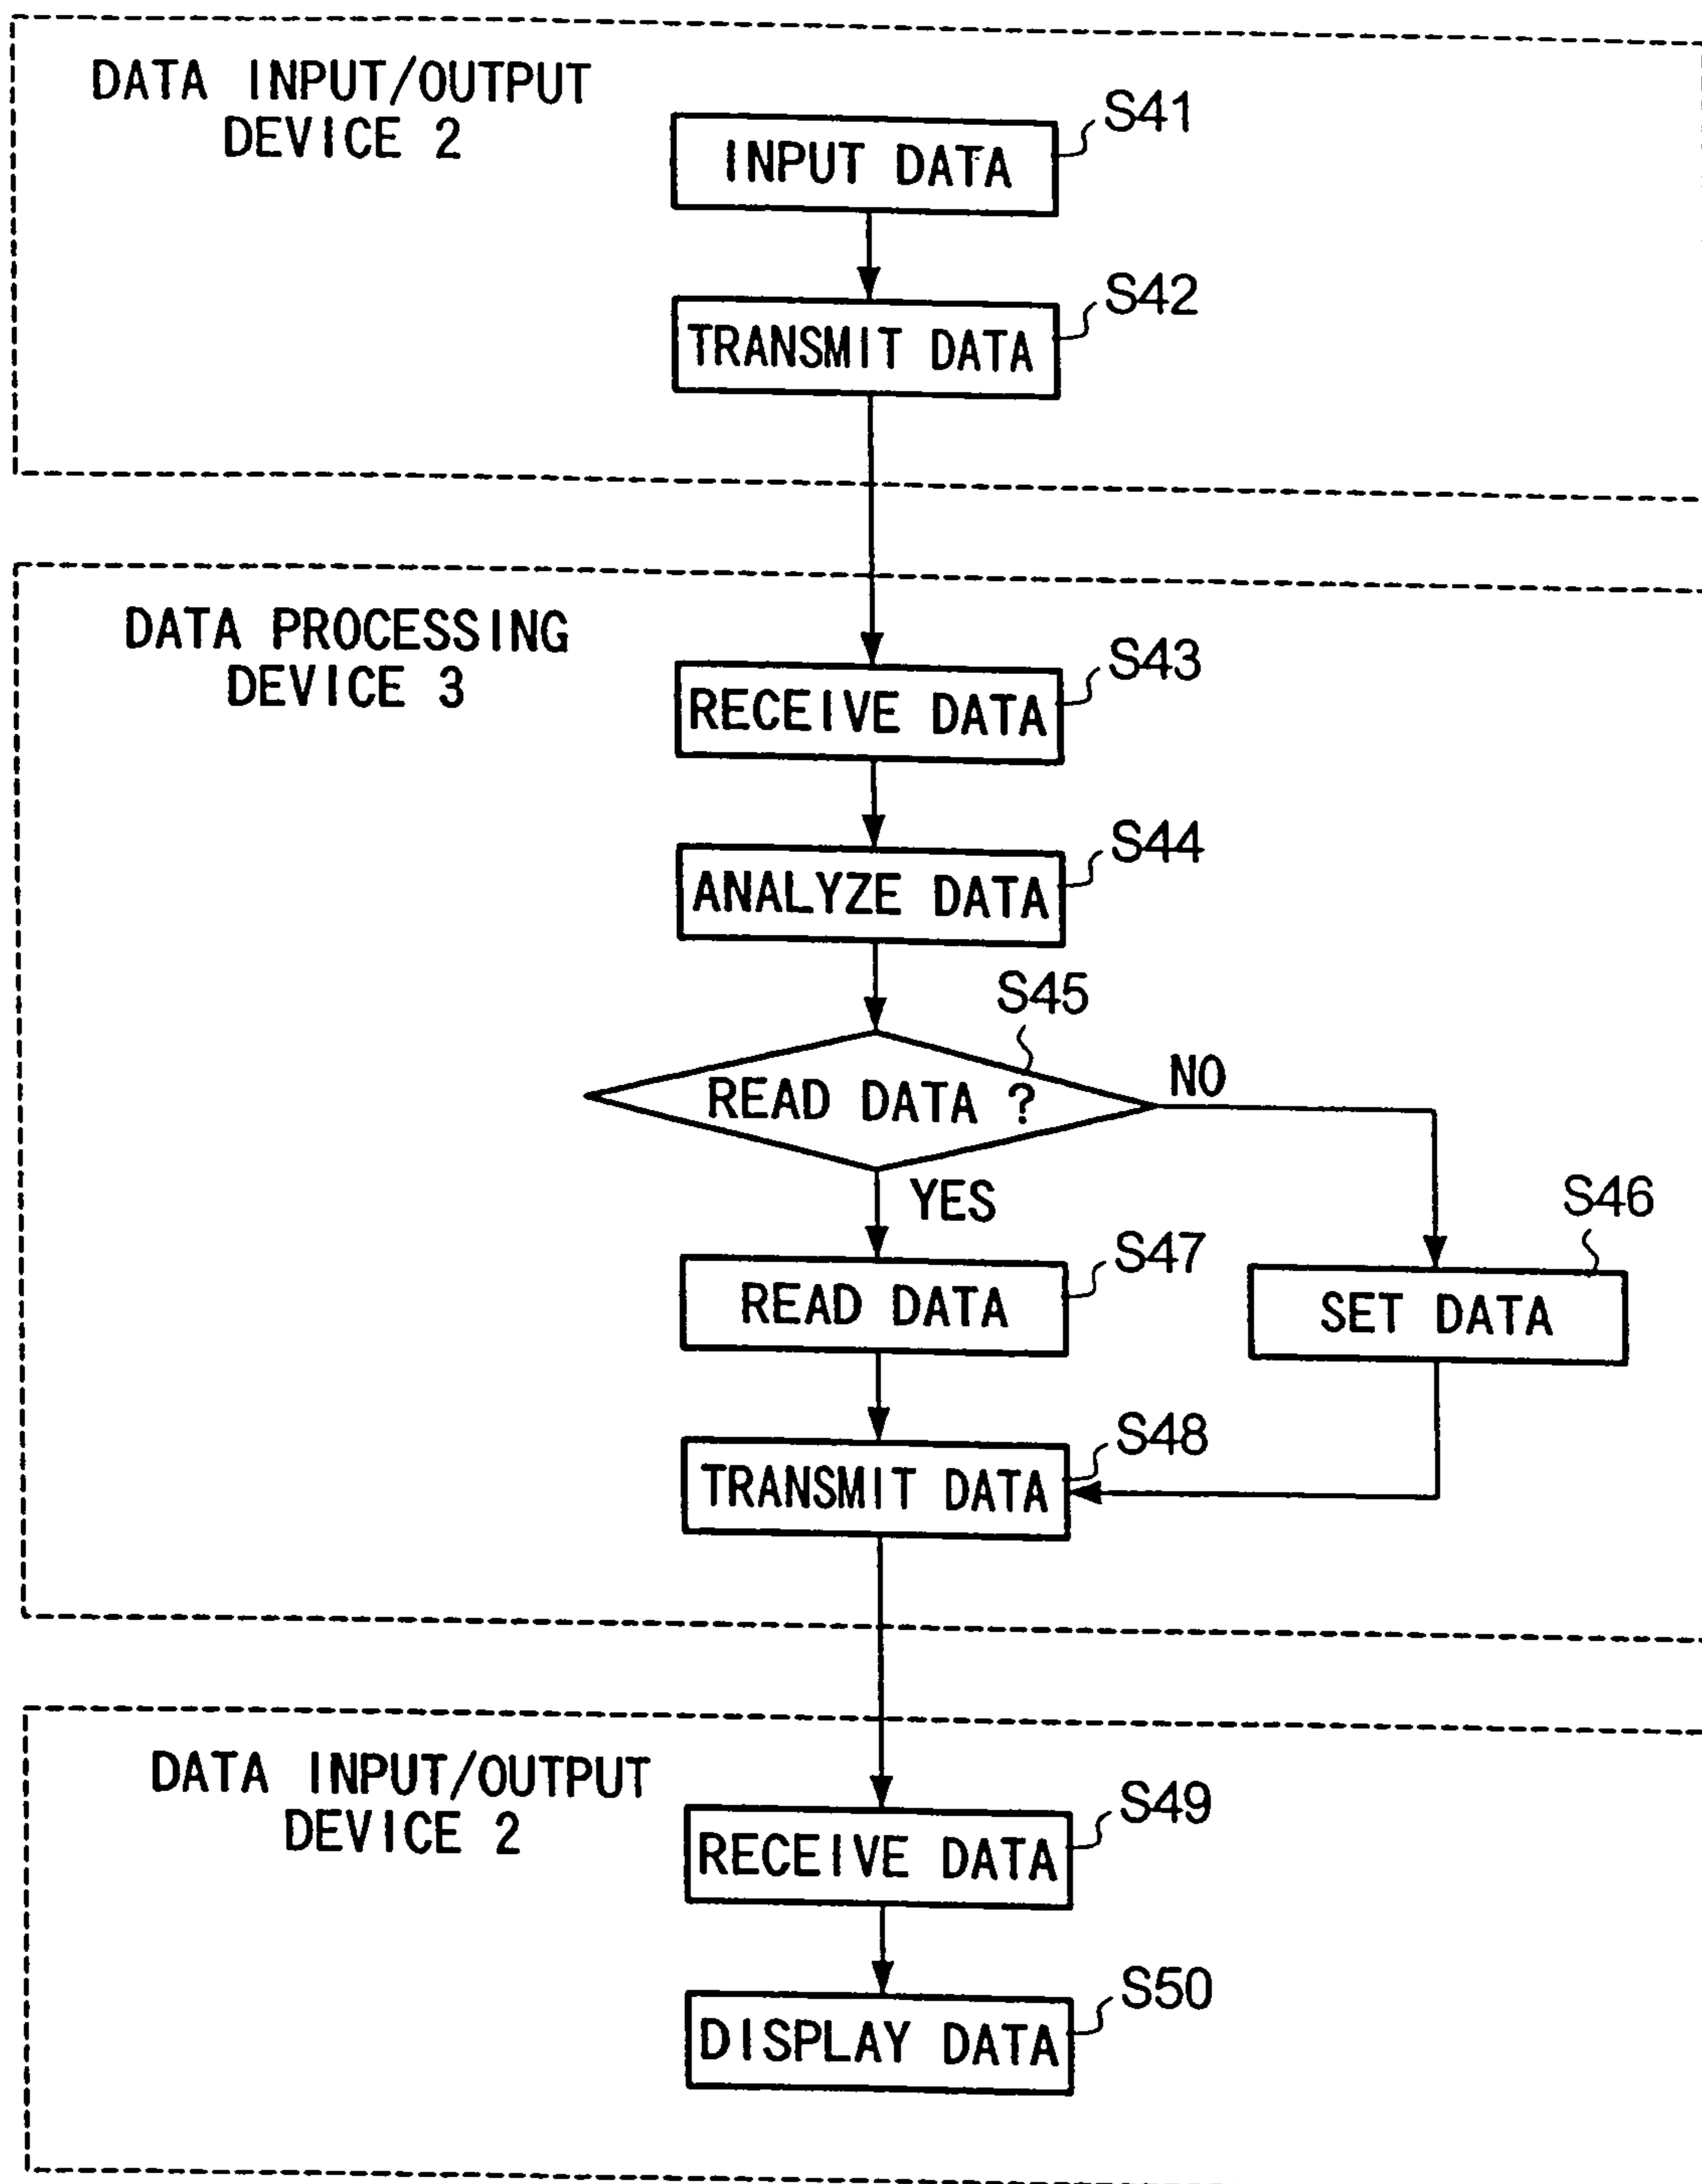 DATA INPUT/OUTPUT
DEVICE 2
S41
INPUT DATA
S42
TRANSMIT DATA
DATA PROCESSING
DEVICE 3
S43
RECEIVE DATA
S44
ANALYZE DATA
S45
READ DATA ?
NO
YES
S46
S47
READ DATA
SET DATA
S48
TRANSMIT DATA
DATA INPUT/OUTPUT
DEVICE 2
S49
RECEIVE DATA
S50
DISPLAY DATA